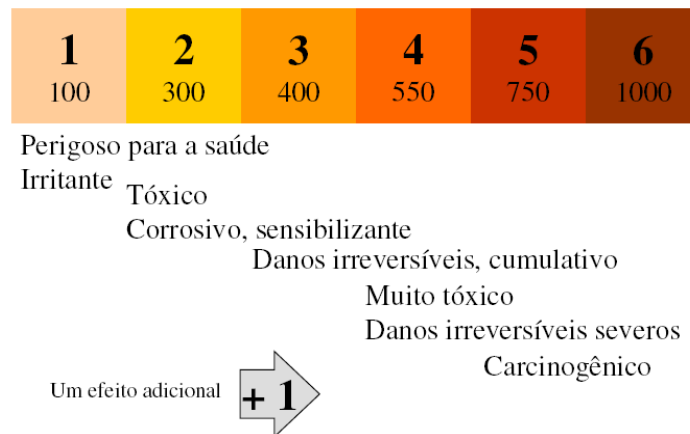 1 2 3 4 5 6
100 300 400 550 750 1000
Perigoso para a saúde
Irritante
Tóxico
Corrosivo, sensibilizante
Danos irreversíveis, cumulativo
Muito tóxico
Danos irreversíveis severos
Carcinogênico
Um efeito adicional + 1